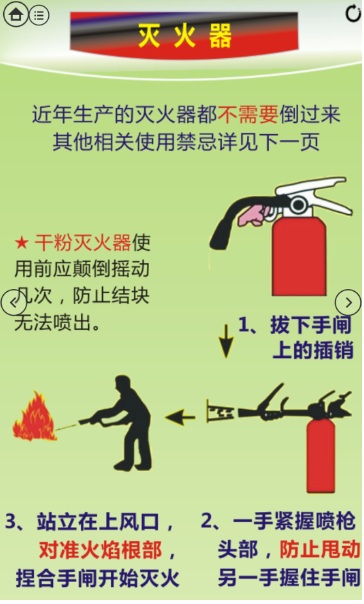 灭火器
近年生产的灭火器都不需要倒过来
其他相关使用禁忌详见下一页
★ 干粉灭火器使
用前应颠倒摇动
几次，防止结块
无法喷出。
1、拔下手闸
上的插销
2、一手紧握喷枪
头部，防止甩动
另一手握住手闸
3、站立在上风口，
对准火焰根部，
捏合手闸开始灭火